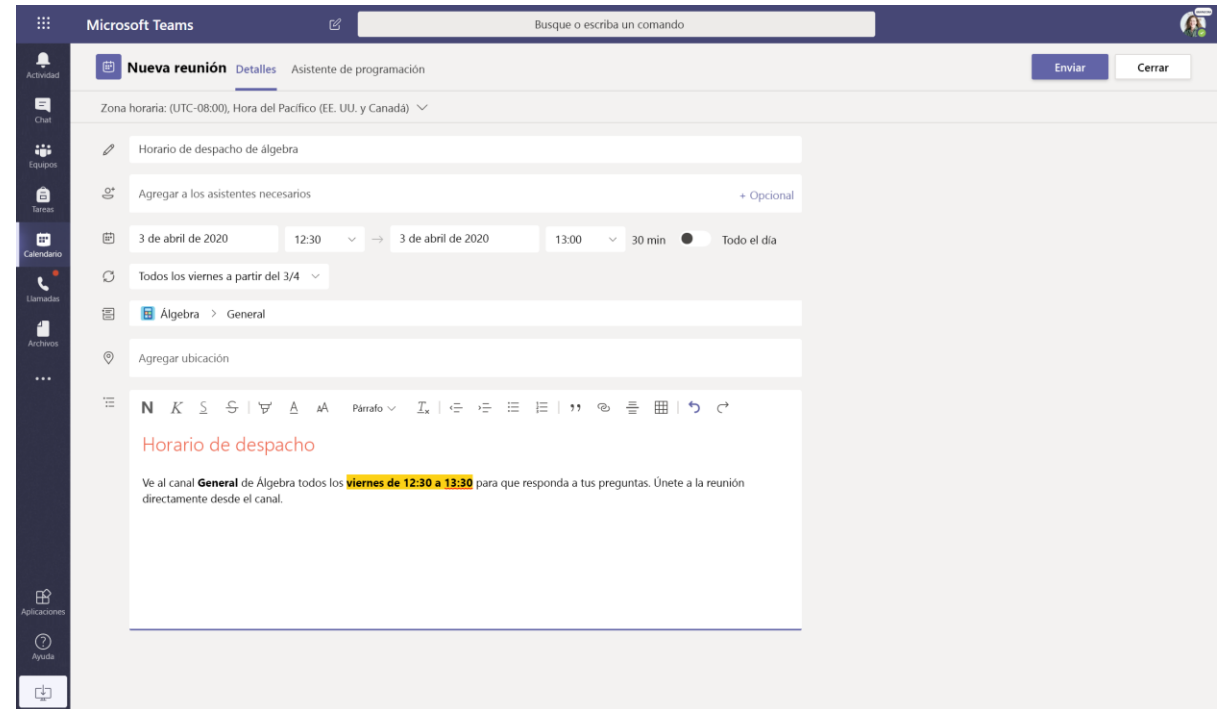 Microsoft Teams
Busque o escriba un comando
Actividad
Chat
Equipos
Tareas
Calendario
Llamadas
Archivos
Aplicaciones
Ayuda
Nueva reunión Detalles Asistente de programación
Enviar Cerrar
Zona horaria: (UTC-08:00), Hora del Pacífico (EE. UU. y Canadá)
Horario de despacho de álgebra
Agregar a los asistentes necesarios + Opcional
3 de abril de 2020 12:30 → 3 de abril de 2020 13:00 30 min Todo el día
Todos los viernes a partir del 3/4
Álgebra > General
Agregar ubicación
N K S S A AA Párrafo Tx
Horario de despacho
Ve al canal General de Álgebra todos los viernes de 12:30 a 13:30 para que responda a tus preguntas. Únete a la reunión
directamente desde el canal.